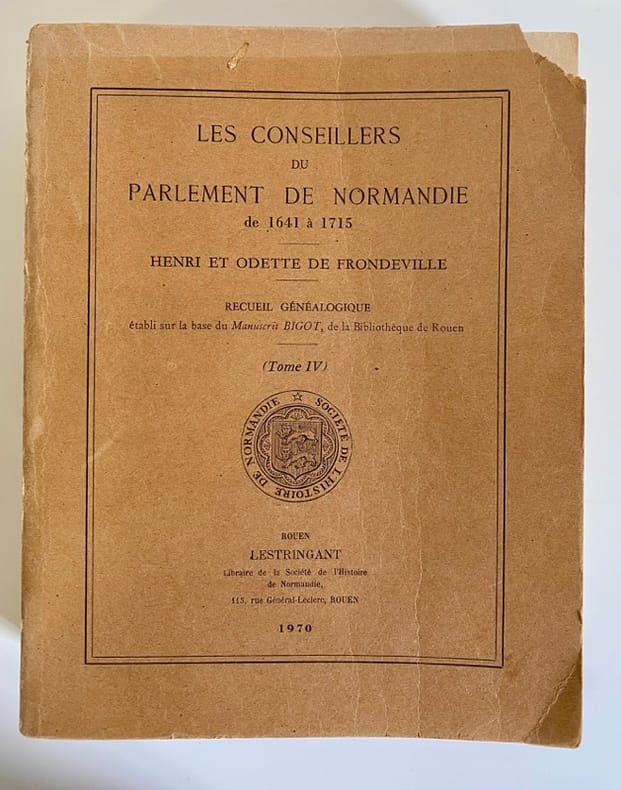 LES CONSEILLERS
DU
PARLEMENT DE NORMANDIE
de 1641 à 1715
HENRI ET ODETTE DE FRONDEVILLE
RECUEIL GÉNÉALOGIQUE
établi sur la base du Manuscrit BIGOT, de la Bibliothèque de Rouen
(Tome IV)
SOCIÉTÉ DE L'HISTOIRE DE NORMANDIE
ROUEN
LESTRINGANT
Libraire de la Société de l'Histoire
de Normandie,
115, rue Général-Leclerc, ROUEN
1970